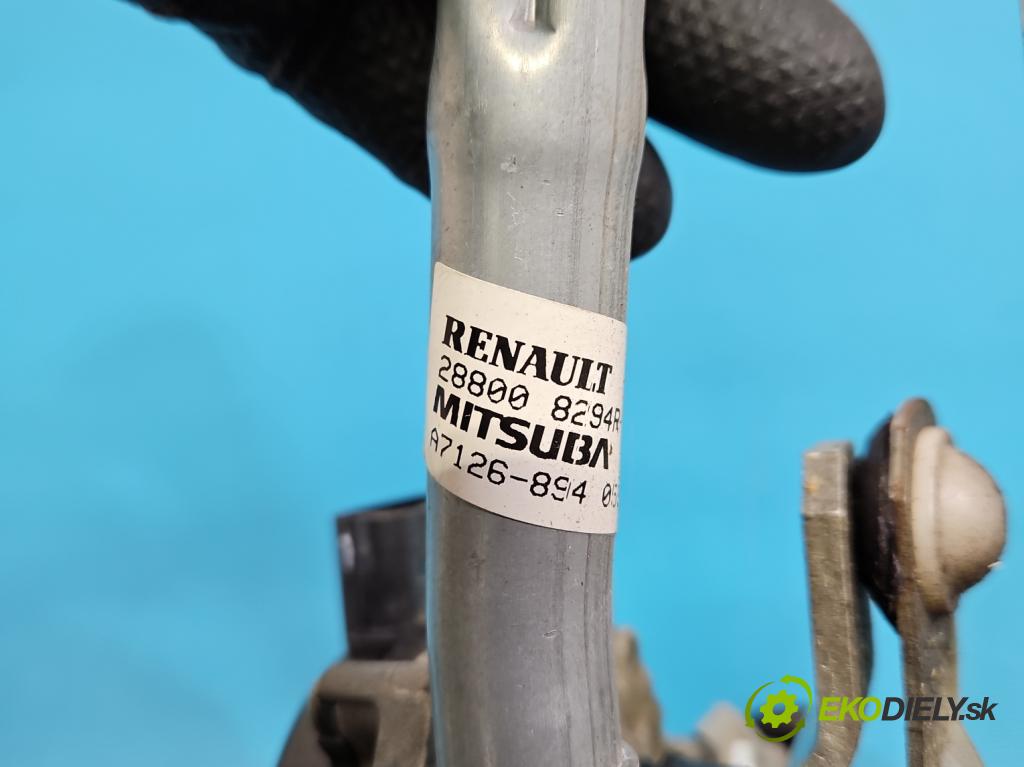 RENAULT
28800 8294R
MITSUBA
A7126-894
EKODIELY.sk